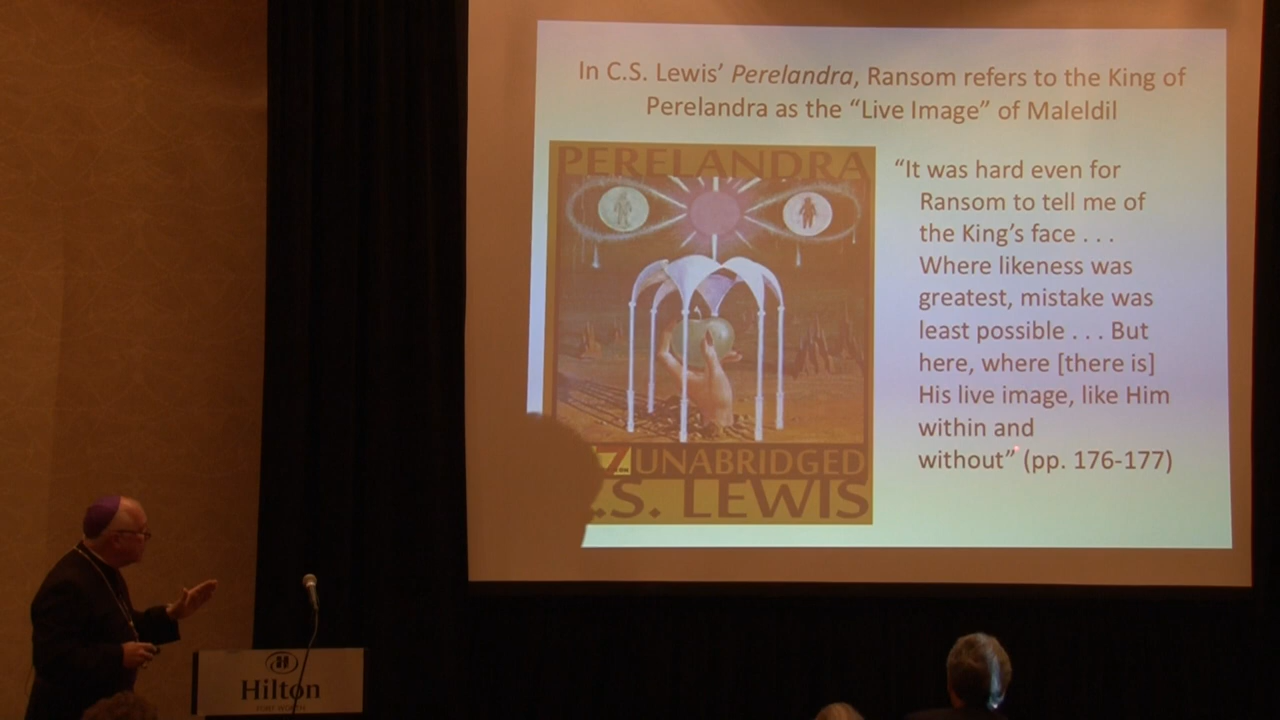 In C.S. Lewis’ Perelandra, Ransom refers to the King of
Perelandra as the “Live Image” of Maleldil
PERELANDRA
“It was hard even for
Ransom to tell me of
the King’s face . . .
Where likeness was
greatest, mistake was
least possible . . . But
here, where [there is]
His live image, like Him
within and
without” (pp. 176-177)
UNABRIDGED
.S. LEWIS
Hilton
FORT WORTH